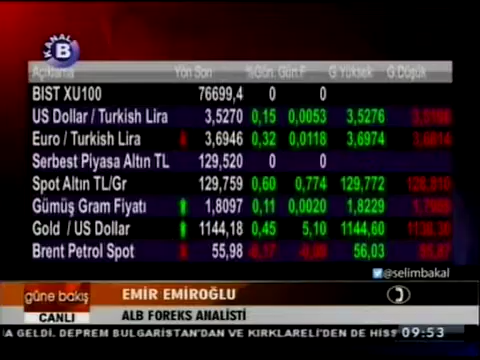 KANAL B
Açıklama Yön Son %Gün. Gün.F G Yüksek G Düşük
BIST XU100 76699,4 0 0
US Dollar / Turkish Lira 3,5270 0,15 0,0053 3,5276
Euro / Turkish Lira 3,6946 0,32 0,0118 3,6974 3,6814
Serbest Piyasa Altın TL 129,520 0 0
Spot Altın TL/Gr 129,759 0,60 0,774 129,772
Gümüş Gram Fiyatı 1,8097 0,11 0,0020 1,8229
Gold / US Dollar 1144,18 0,45 5,10 1144,60
Brent Petrol Spot 55,98 56,03
@selimbakal
güne bakış EMİR EMİROĞLU
CANLI ALB FOREKS ANALİSTİ
A GELDİ. DEPREM BULGARİSTAN'DAN VE KIRKLARELİ'DEN DE HİSS 09:53